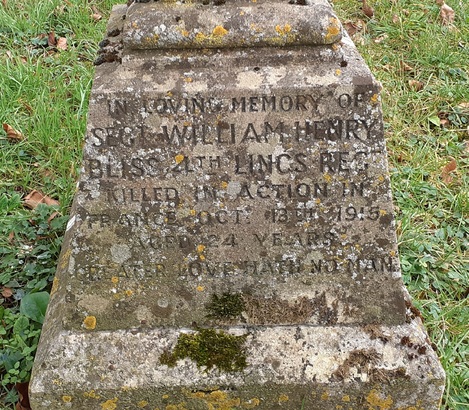 IN LOVING MEMORY OF
SERGT WILLIAM HENRY
BLISS 4TH LINCS REGT
KILLED IN ACTION IN
FRANCE OCT. 13TH 1915
AGED 24 YEARS
GREATER LOVE HATH NO MAN